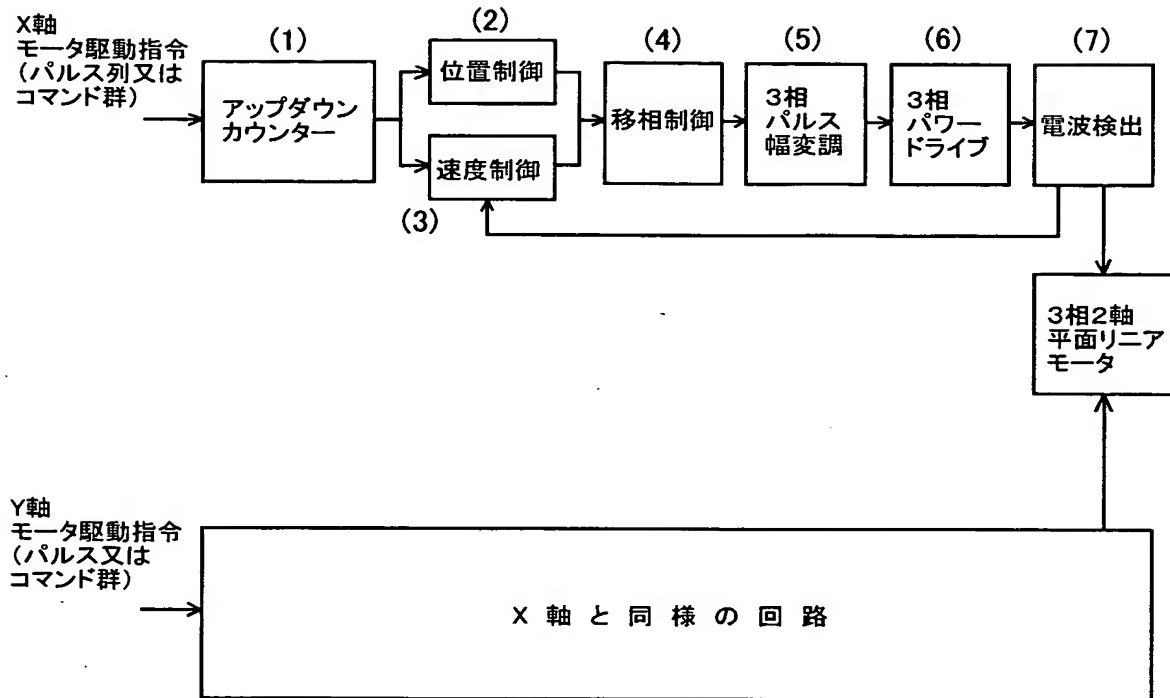 X軸
モータ駆動指令
(パルス列又は
コマンド群)
(1)
アップダウン
カウンター
(2)
位置制御
速度制御
(3)
(4)
移相制御
(5)
3相
パルス
幅変調
(6)
3相
パワー
ドライブ
(7)
電波検出
3相2軸
平面リニア
モータ
Y軸
モータ駆動指令
(パルス又は
コマンド群)
X軸と同様の回路